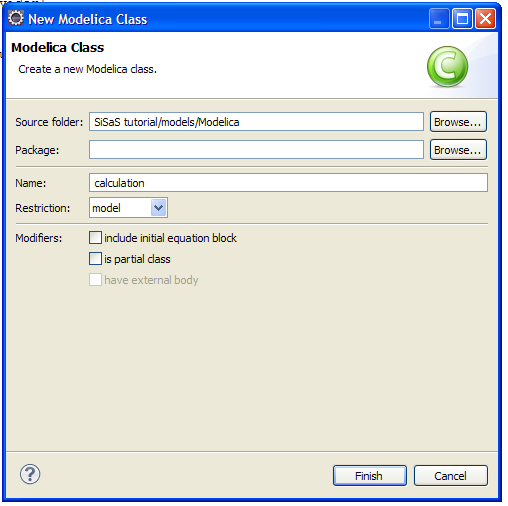 New Modelica Class
Modelica Class
Create a new Modelica class.
C
Source folder: SiSaS tutorial/models/Modelica Browse...
Package: Browse...
Name: calculation
Restriction: model
Modifiers: include initial equation block
is partial class
have external body
? Finish Cancel